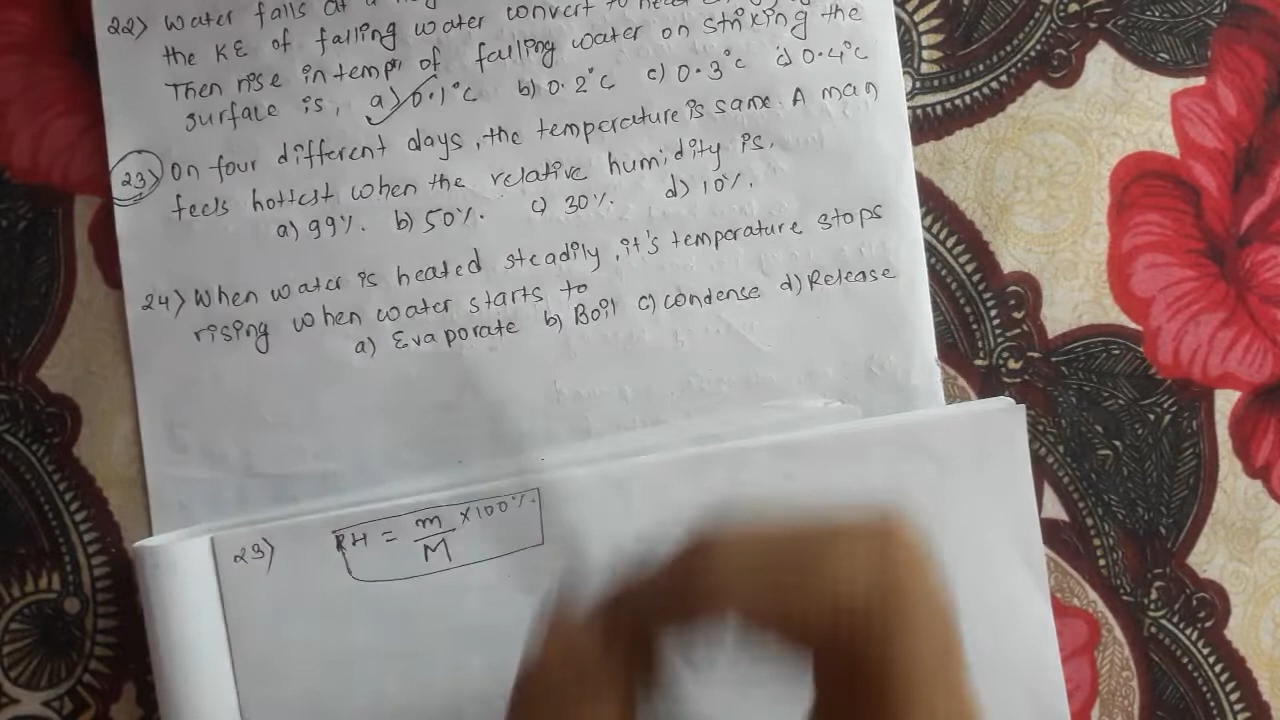 22) Water falls at a
the KE of falling water convert to
Then rise in tempr of falling water on striking the
surface is, a) 0.1°C b) 0.2°C c) 0.3°C d) 0.4°C
23) On four different days, the temperature is same. A man
feels hottest when the relative humidity is.
a) 99%. b) 50%. c) 30%. d) 10%.
24) When water is heated steadily, it's temperature stops
rising when water starts to
a) Evaporate b) Boil c) condense d) Release
23) RH = m/M ×100%.